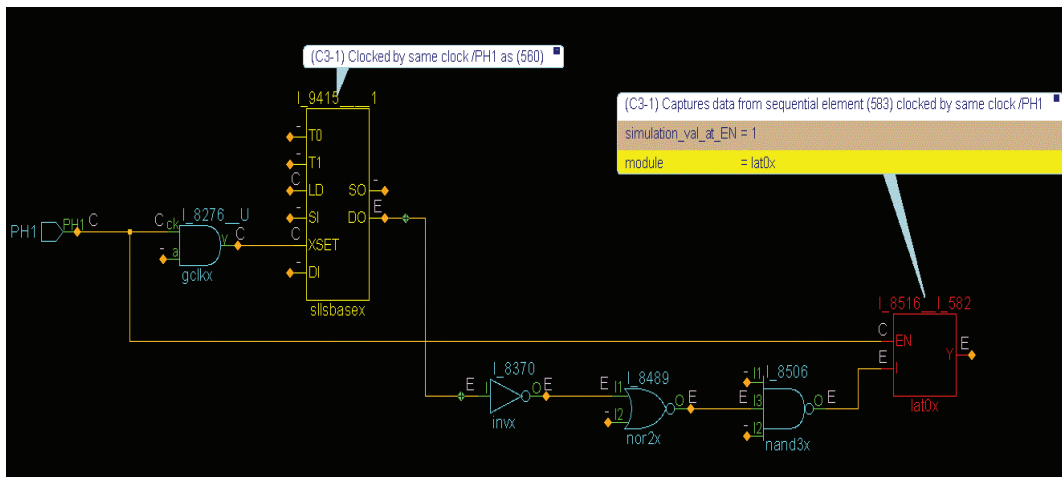 (C3-1) Clocked by same clock /PH1 as (560)
I_9415___1
T0
T1
C
LD
SO
E
SI
DO
C
XSET
DI
sllsbasex
(C3-1) Captures data from sequential element (583) clocked by same clock /PH1
simulation_val_at_EN = 1
module = lat0x
PH1
PH1
C
I_8276__U
C
ck
a
y
C
gclkx
I_8516__I_582
C
EN
E
I
Y
E
lat0x
I_8370
E
I
O
E
invx
I_8489
E
I1
I2
O
E
nor2x
I_8506
I1
E
I3
I2
O
E
nand3x